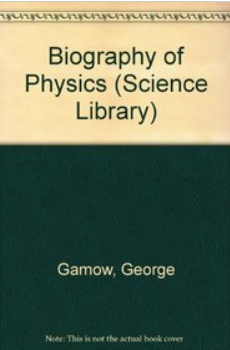 Biography of
Physics (Science
Library)
Gamow, George
Note: This is not the actual book cover